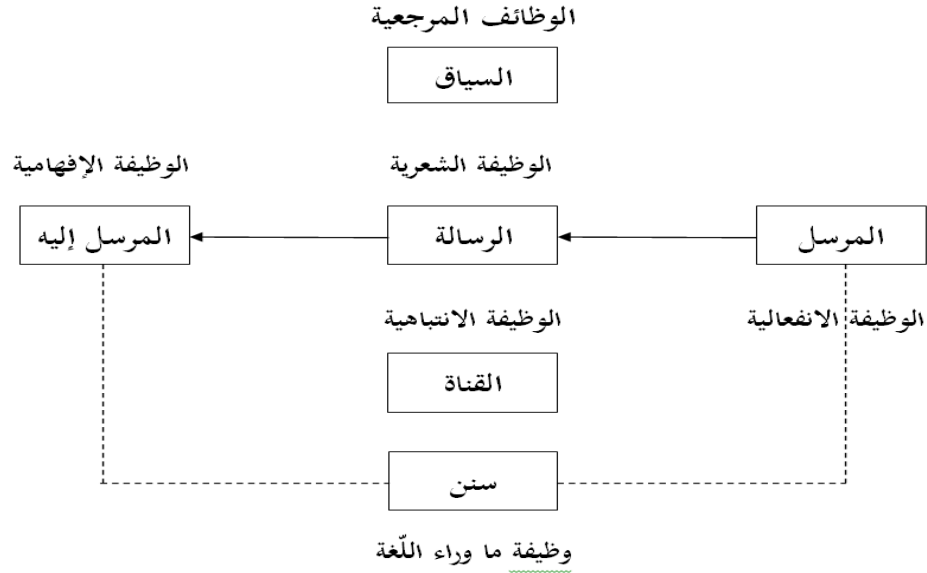 الوظائف المرجعية
السياق
الوظيفة الشعرية
الوظيفة الإفهامية
المرسل
الرسالة
المرسل إليه
الوظيفة الانفعالية
الوظيفة الانتباهية
القناة
سنن
وظيفة ما وراء اللّغة